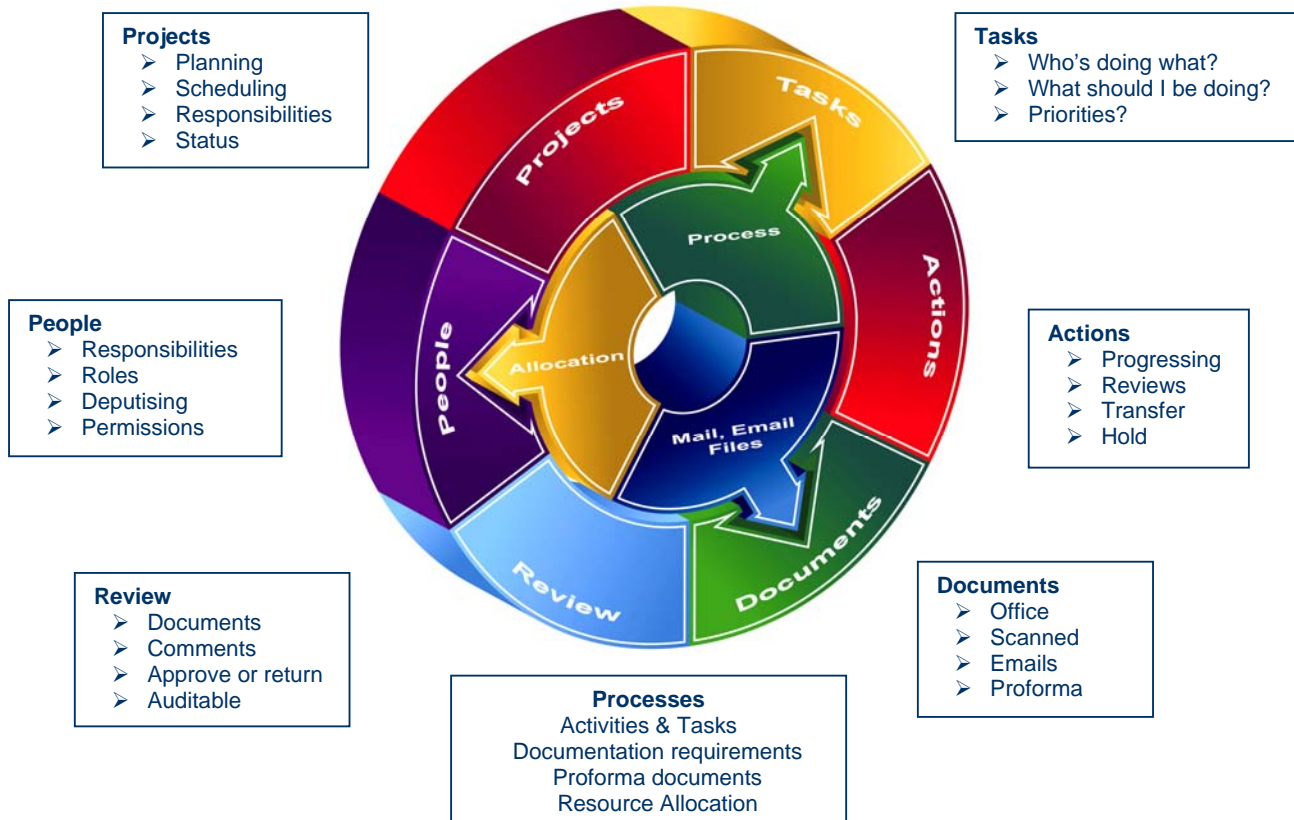 Projects
➢ Planning
➢ Scheduling
➢ Responsibilities
➢ Status
Tasks
➢ Who's doing what?
➢ What should I be doing?
➢ Priorities?
People
➢ Responsibilities
➢ Roles
➢ Deputising
➢ Permissions
Projects
Tasks
Actions
Documents
Review
People
Process
Allocation
Mail, Email
Files
Actions
➢ Progressing
➢ Reviews
➢ Transfer
➢ Hold
Review
➢ Documents
➢ Comments
➢ Approve or return
➢ Auditable
Documents
➢ Office
➢ Scanned
➢ Emails
➢ Proforma
Processes
Activities & Tasks
Documentation requirements
Proforma documents
Resource Allocation